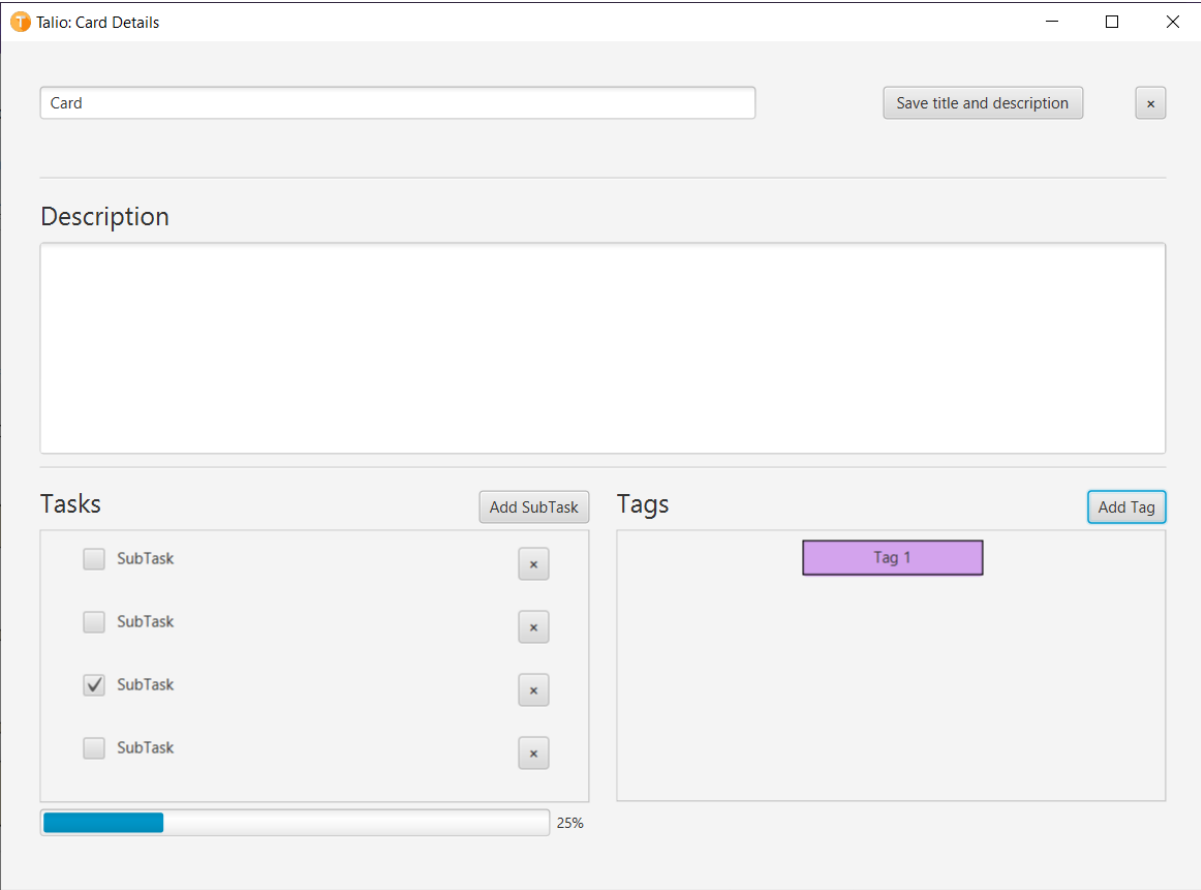 T Talio: Card Details
Card
Save title and description
×
Description
Tasks
Add SubTask
Tags
Add Tag
SubTask
×
SubTask
×
SubTask
×
SubTask
×
Tag 1
25%